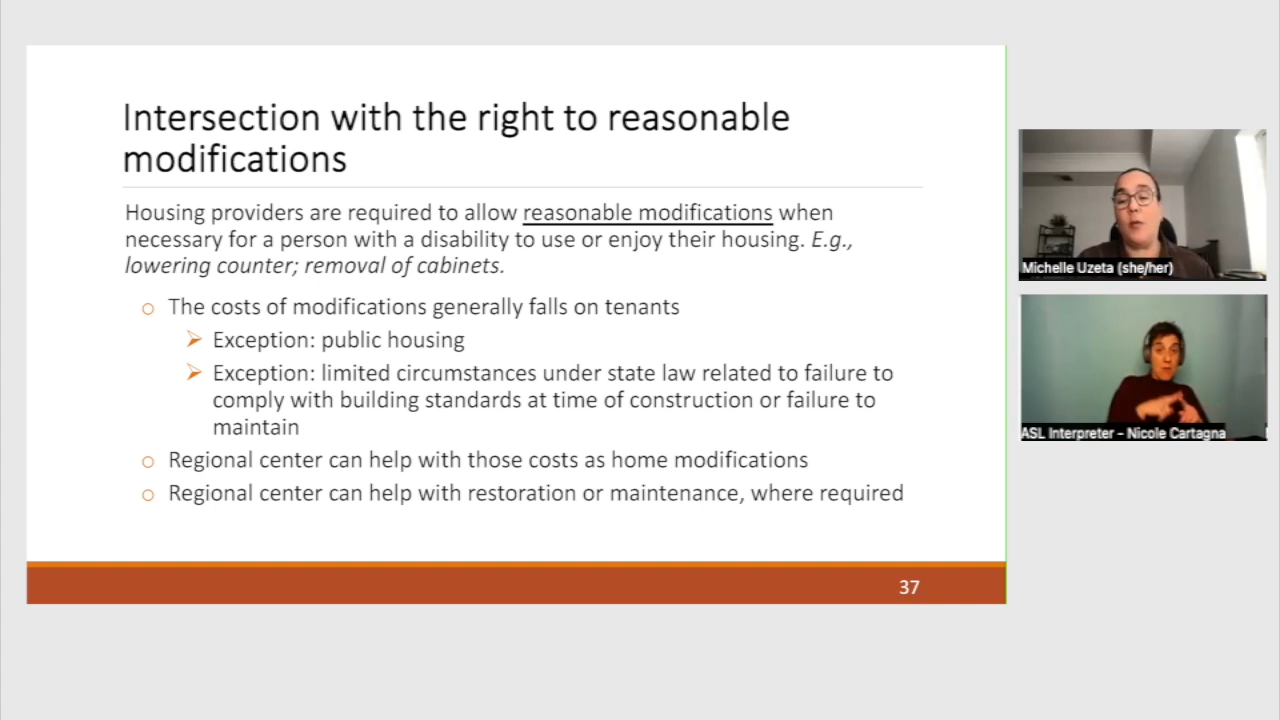 Intersection with the right to reasonable
modifications
Housing providers are required to allow reasonable modifications when
necessary for a person with a disability to use or enjoy their housing. E.g.,
lowering counter; removal of cabinets.
o The costs of modifications generally falls on tenants
➢ Exception: public housing
➢ Exception: limited circumstances under state law related to failure to
comply with building standards at time of construction or failure to
maintain
o Regional center can help with those costs as home modifications
o Regional center can help with restoration or maintenance, where required
37
Michelle Uzeta (she/her)
ASL Interpreter – Nicole Cartagna